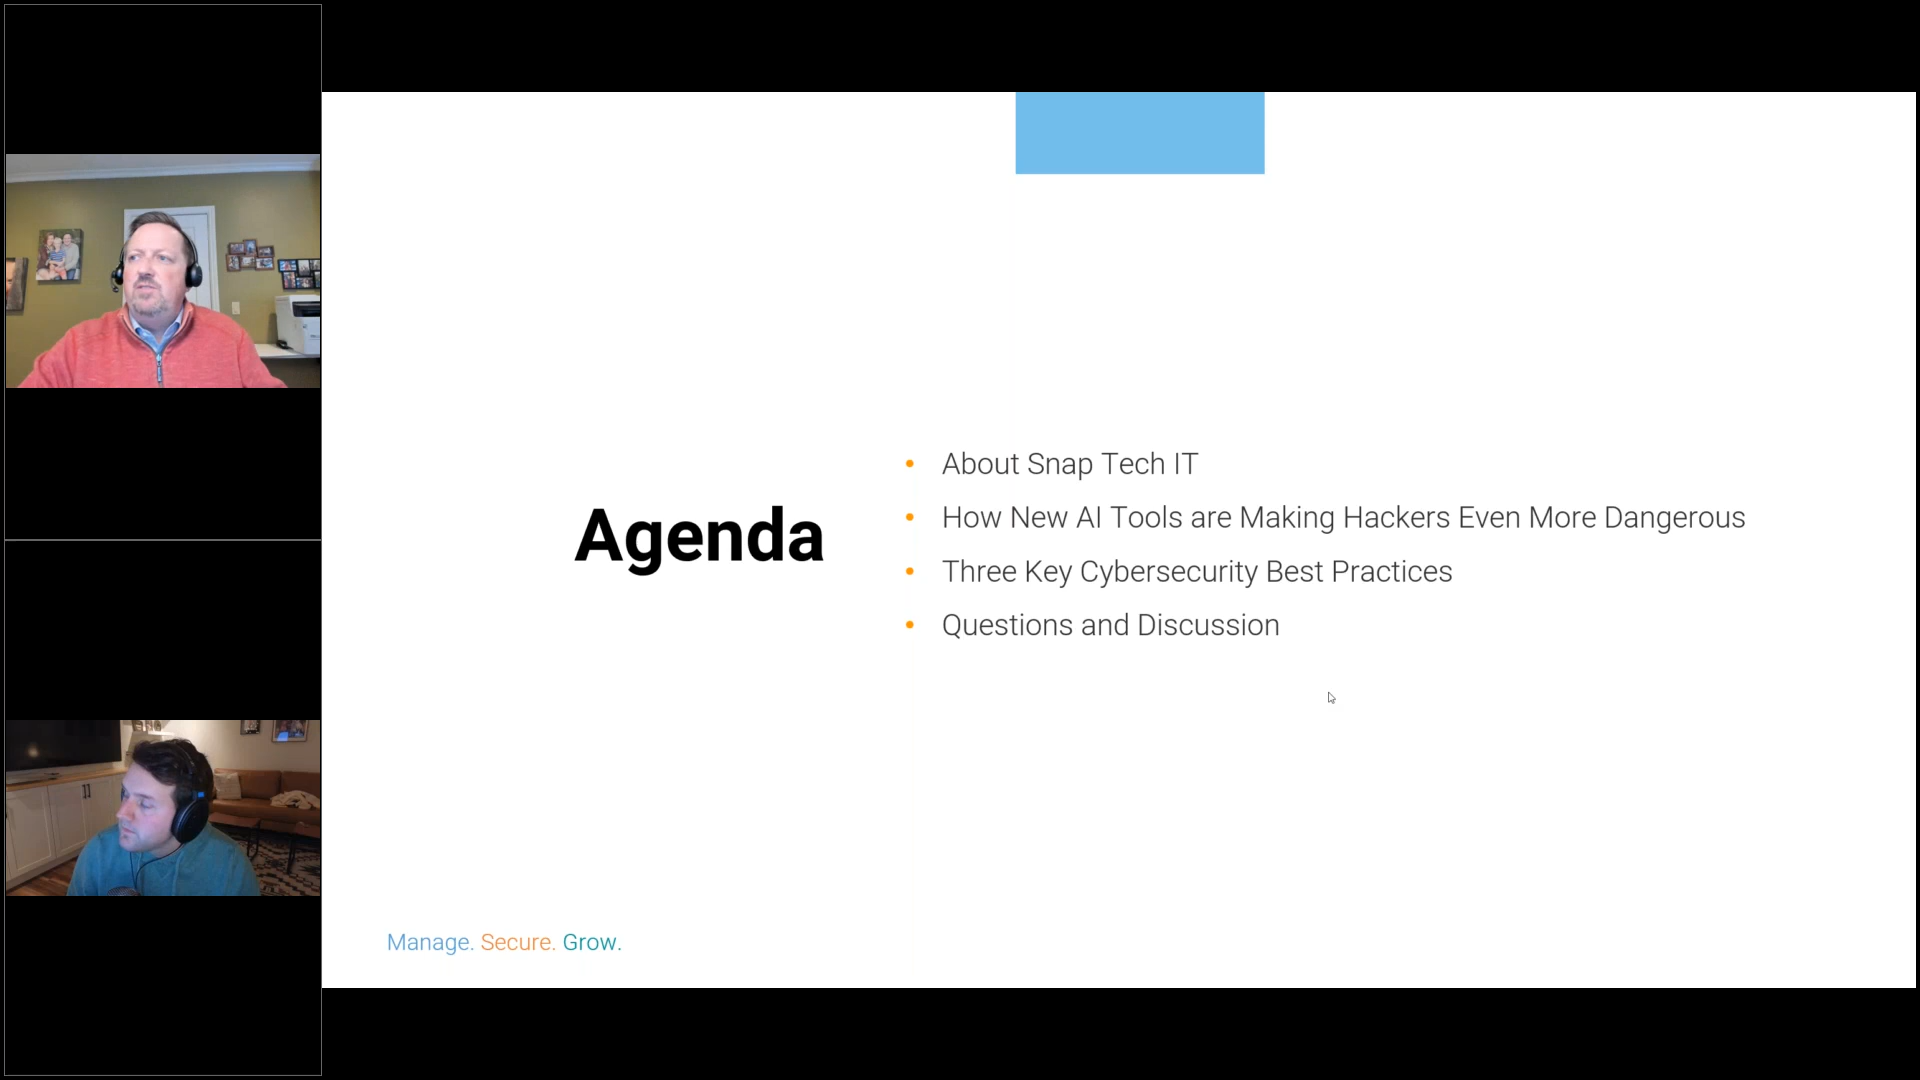 Agenda
About Snap Tech IT
How New AI Tools are Making Hackers Even More Dangerous
Three Key Cybersecurity Best Practices
Questions and Discussion
Manage. Secure. Grow.